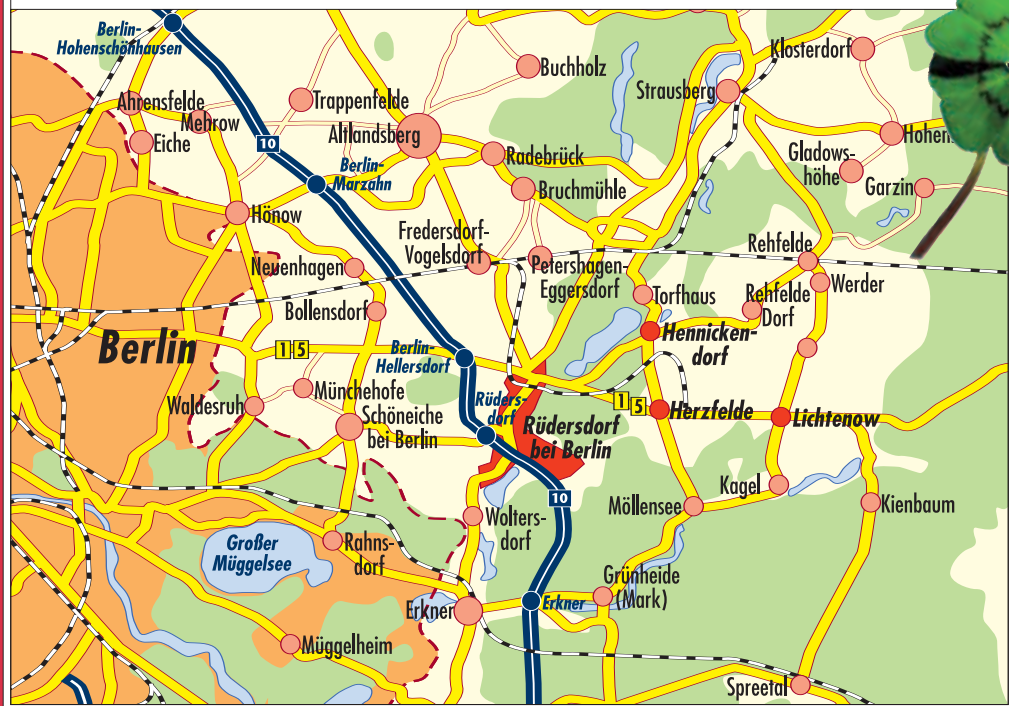 Berlin-
Hohenschönhausen
Klosterdorf
Buchholz
Strausberg
Ahrensfelde
Trappenfelde
Mehrow
Altlandsberg
Eiche
10
Hohen
Radebrück
Gladows-
höhe
Berlin-
Marzahn
Bruchmühle
Garzin
Hönow
Fredersdorf-
Vogelsdorf
Rehfelde
Neuenhagen
Petershagen-
Eggersdorf
Werder
Torfhaus
Rehfelde
Dorf
Bollensdorf
Hennicken-
dorf
Berlin
1 5
Berlin-
Hellersdorf
Münchehofe
Waldesruh
Rüders-
dorf
1 5
Herzfelde
Lichtenow
Schöneiche
bei Berlin
Rüdersdorf
bei Berlin
Kagel
10
Möllensee
Kienbaum
Wolters-
dorf
Großer
Müggelsee
Rahns-
dorf
Grünheide
(Mark)
Erkner
Erkner
Müggelheim
Spreetal